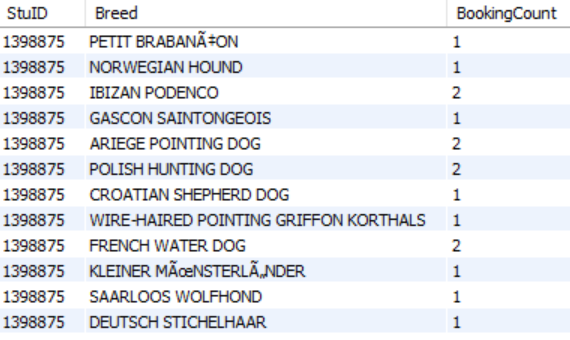 StuID Breed BookingCount
1398875 PETIT BRABANÃ‡ON 1
1398875 NORWEGIAN HOUND 1
1398875 IBIZAN PODENCO 2
1398875 GASCON SAINTONGEOIS 1
1398875 ARIEGE POINTING DOG 2
1398875 POLISH HUNTING DOG 2
1398875 CROATIAN SHEPHERD DOG 1
1398875 WIRE-HAIRED POINTING GRIFFON KORTHALS 1
1398875 FRENCH WATER DOG 2
1398875 KLEINER MÃœNSTERLÃ„NDER 1
1398875 SAARLOOS WOLFHOND 1
1398875 DEUTSCH STICHELHAAR 1